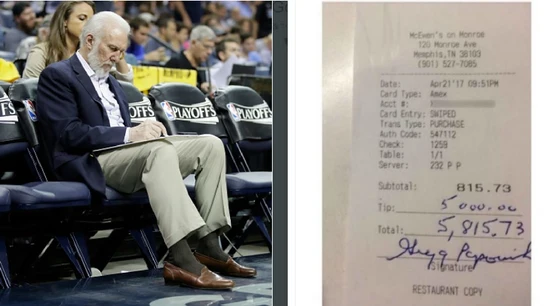 PLAYOFFS
PLAYOFFS
McEwen's on Monroe
120 Monroe Ave
Memphis,TN 38103
(901) 527-7085
Date: Apr21'17 09:51PM
Card Type: Amex
Acct #:
Card Entry: SWIPED
Trans Type: PURCHASE
Auth Code: 547112
Check: 1259
Table: 1/1
Server: 232 P P
Subtotal: 815.73
Tip: 5000.00
Total: 5,815.73
Signature
RESTAURANT COPY